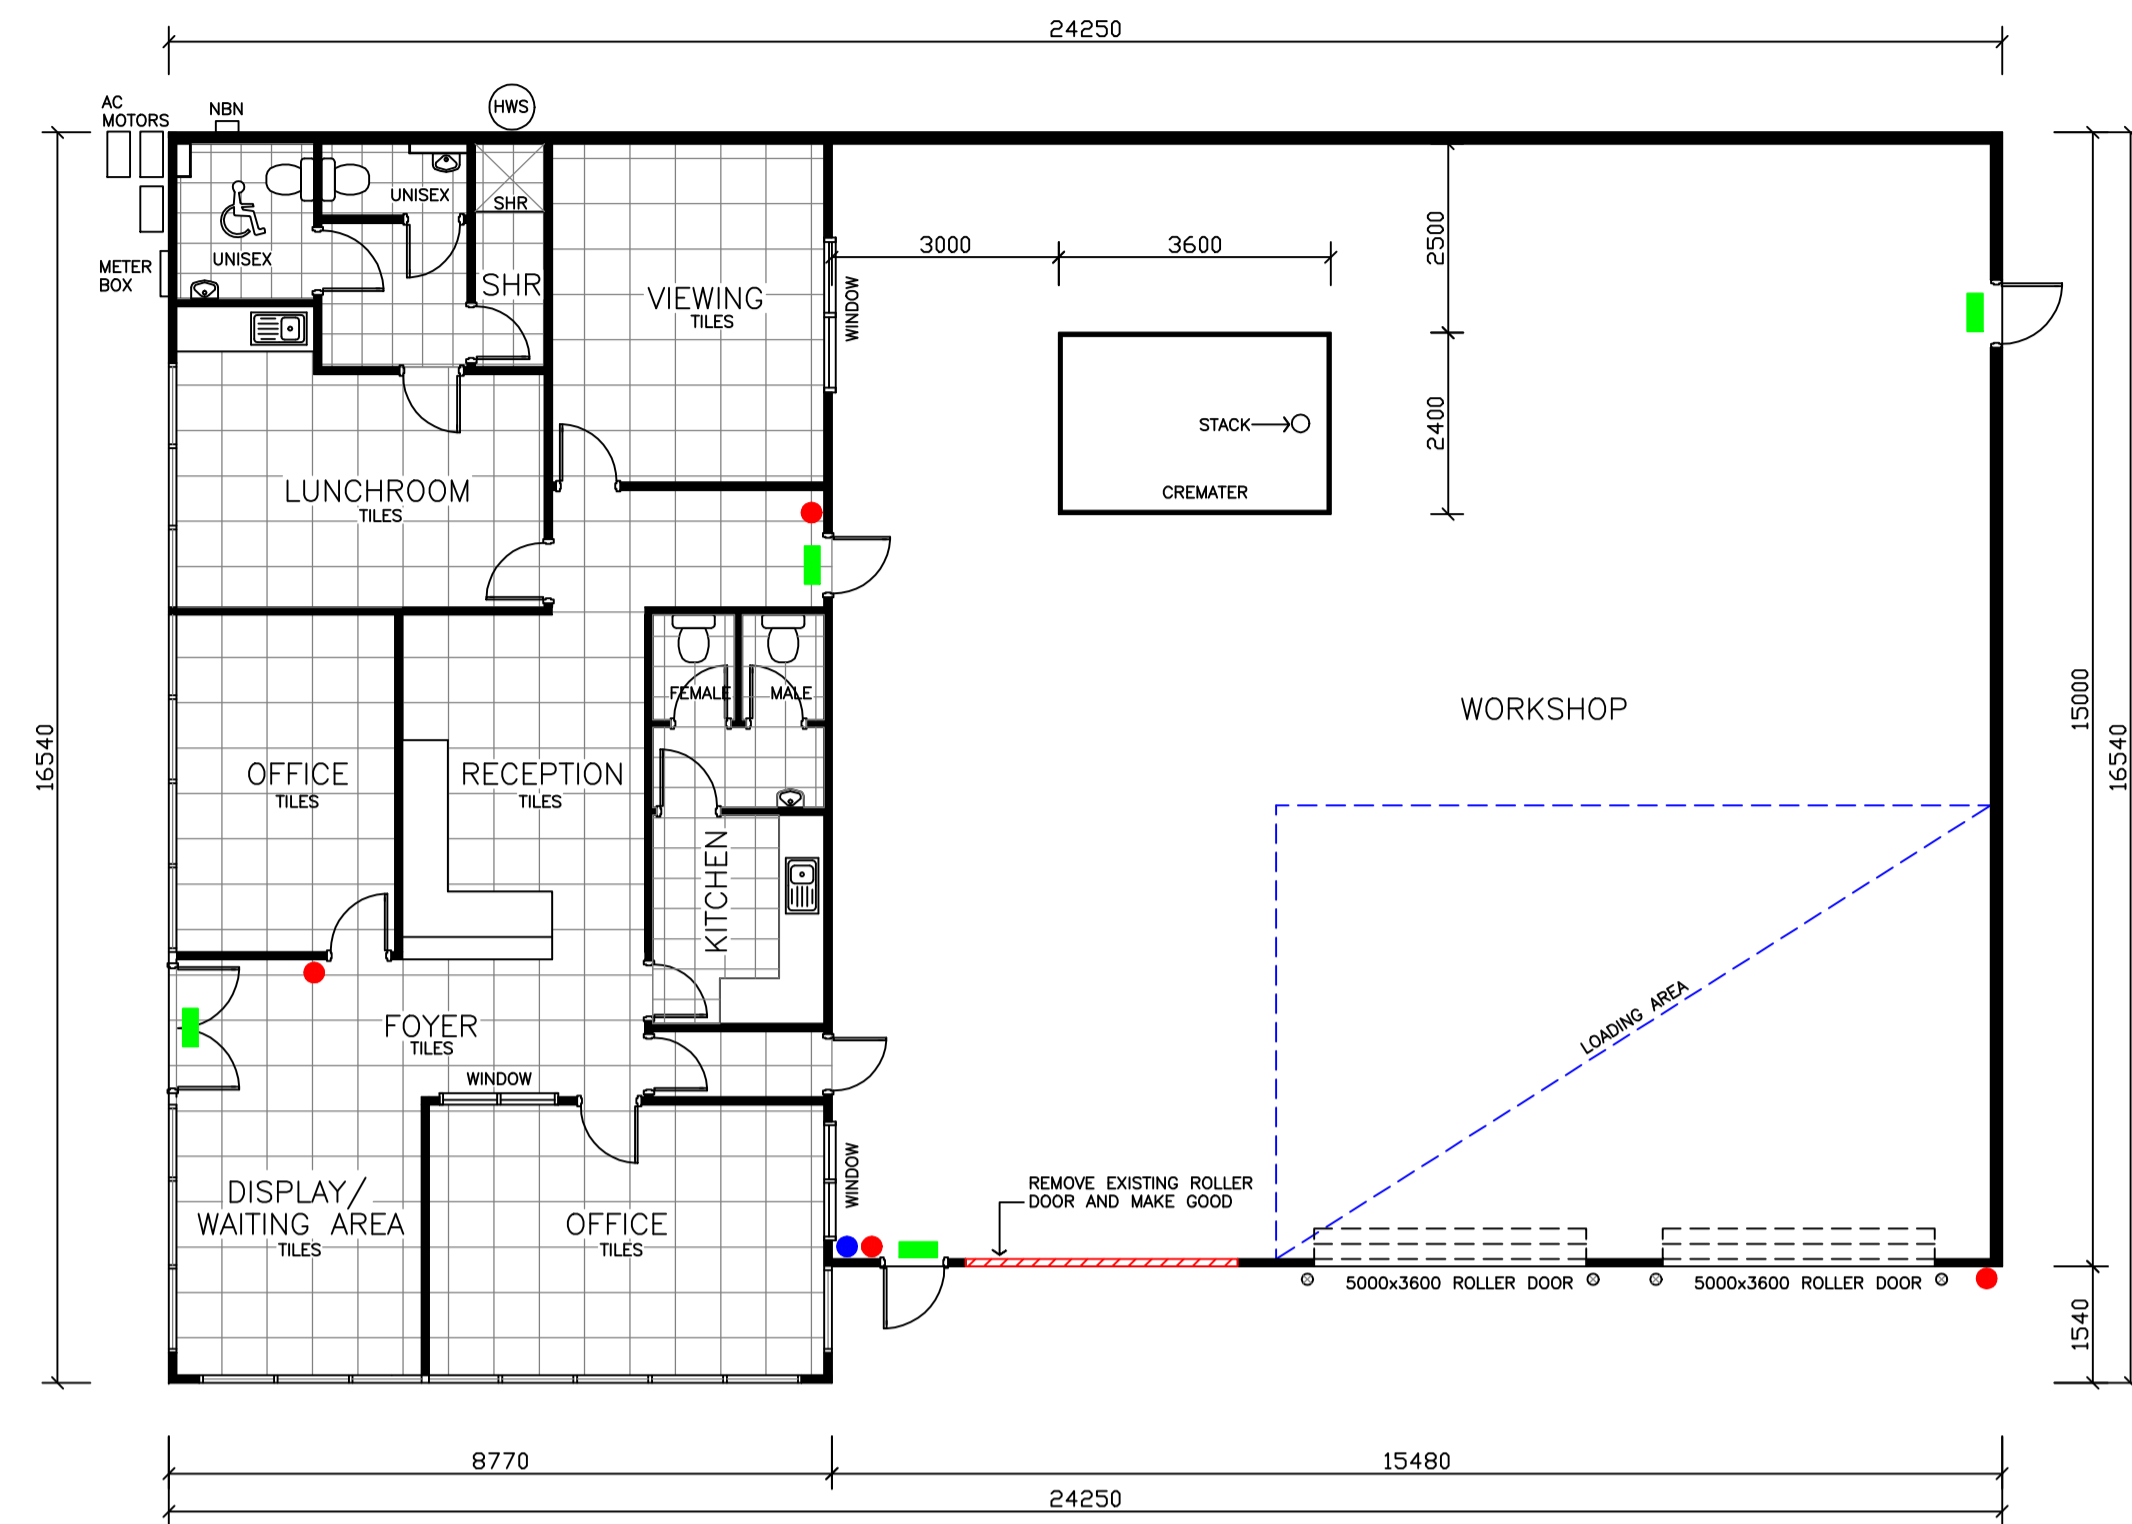 24250
AC
MOTORS
NBN
HWS
UNISEX
SHR
UNISEX
METER
BOX
SHR
VIEWING
TILES
WINDOW
3000
3600
2500
2400
STACK
CREMATER
LUNCHROOM
TILES
FEMALE
MALE
WORKSHOP
16540
15000
16540
OFFICE
TILES
RECEPTION
TILES
KITCHEN
LOADING AREA
FOYER
TILES
WINDOW
WINDOW
DISPLAY/
WAITING AREA
TILES
OFFICE
TILES
REMOVE EXISTING ROLLER
DOOR AND MAKE GOOD
5000x3600 ROLLER DOOR
5000x3600 ROLLER DOOR
1540
8770
15480
24250